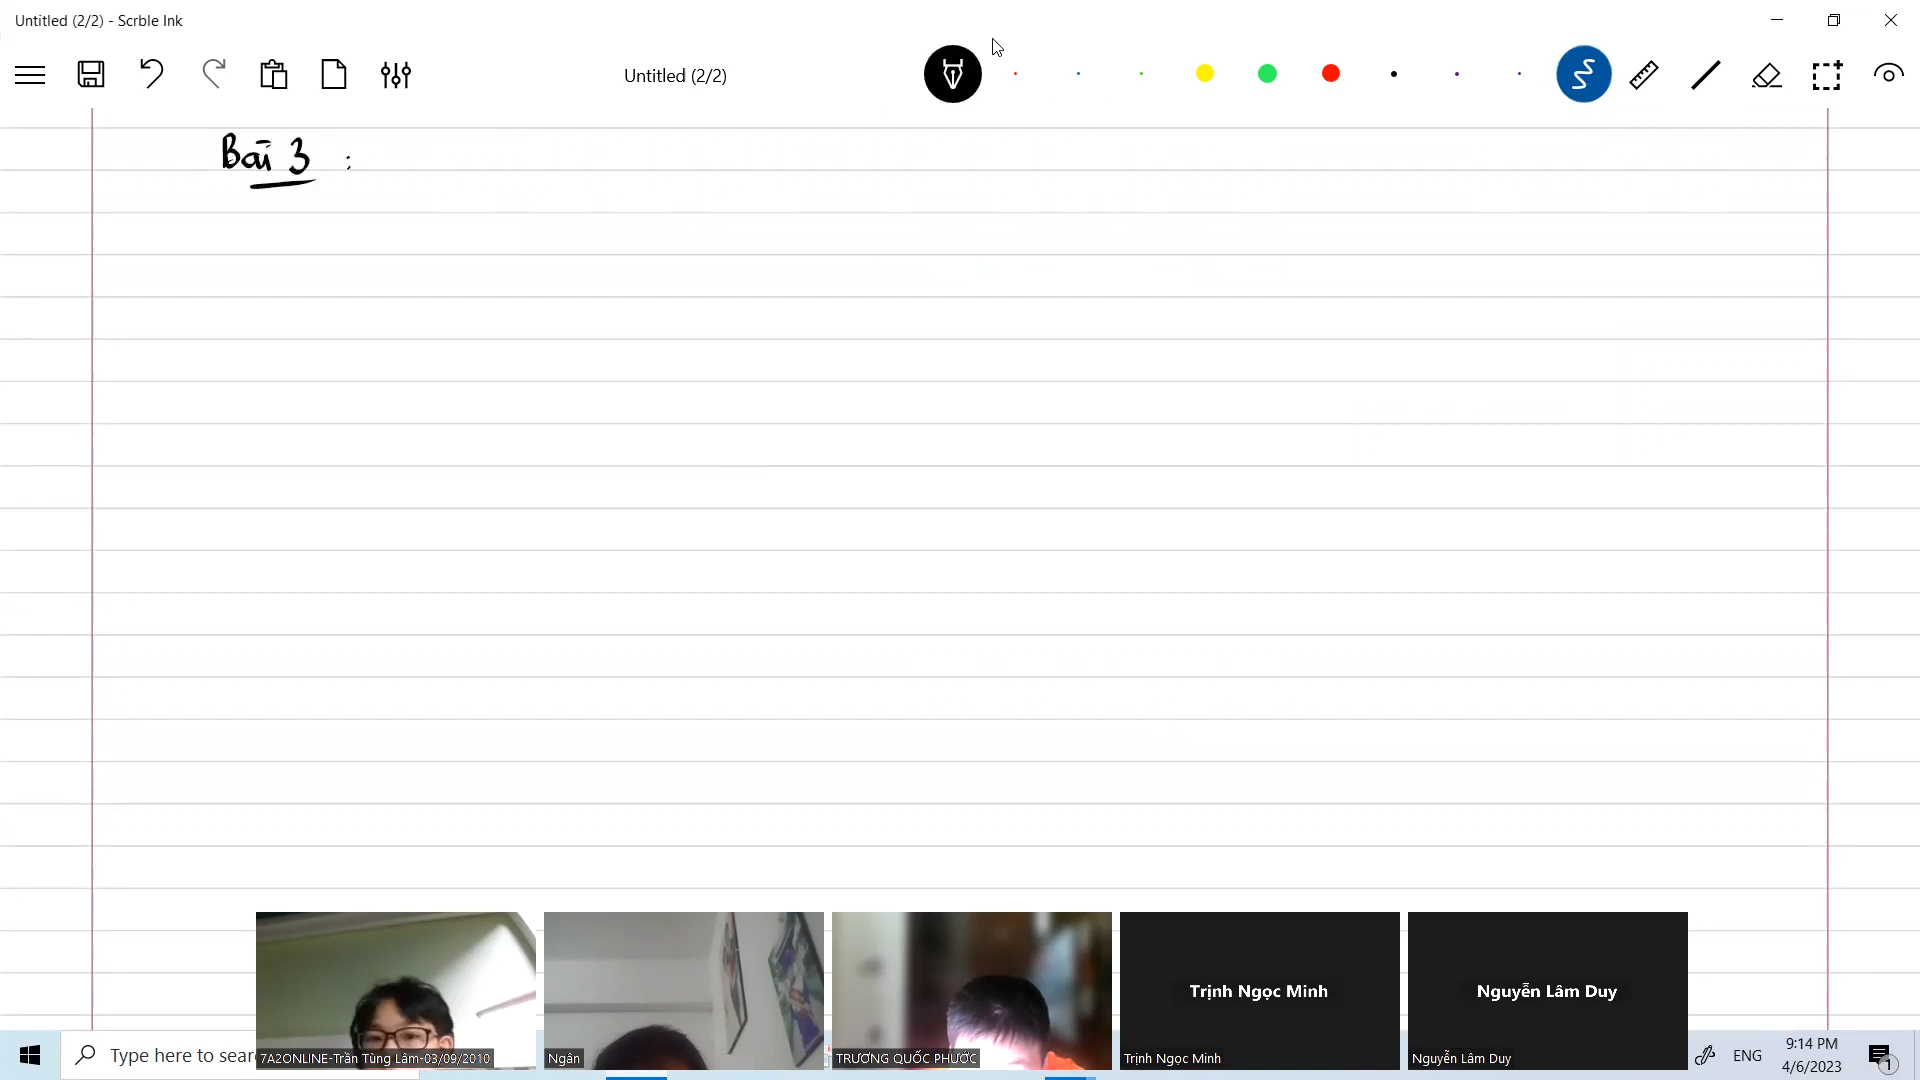 Untitled (2/2) - Scrble Ink
Untitled (2/2)
Bài 3 :
Trịnh Ngọc Minh
Nguyễn Lâm Duy
7A2ONLINE-Trần Tùng Lâm-03/09/2010
Ngân
TRƯƠNG QUỐC PHƯỚC
Trịnh Ngọc Minh
Nguyễn Lâm Duy
Type here to sear
ENG
9:14 PM
4/6/2023
1